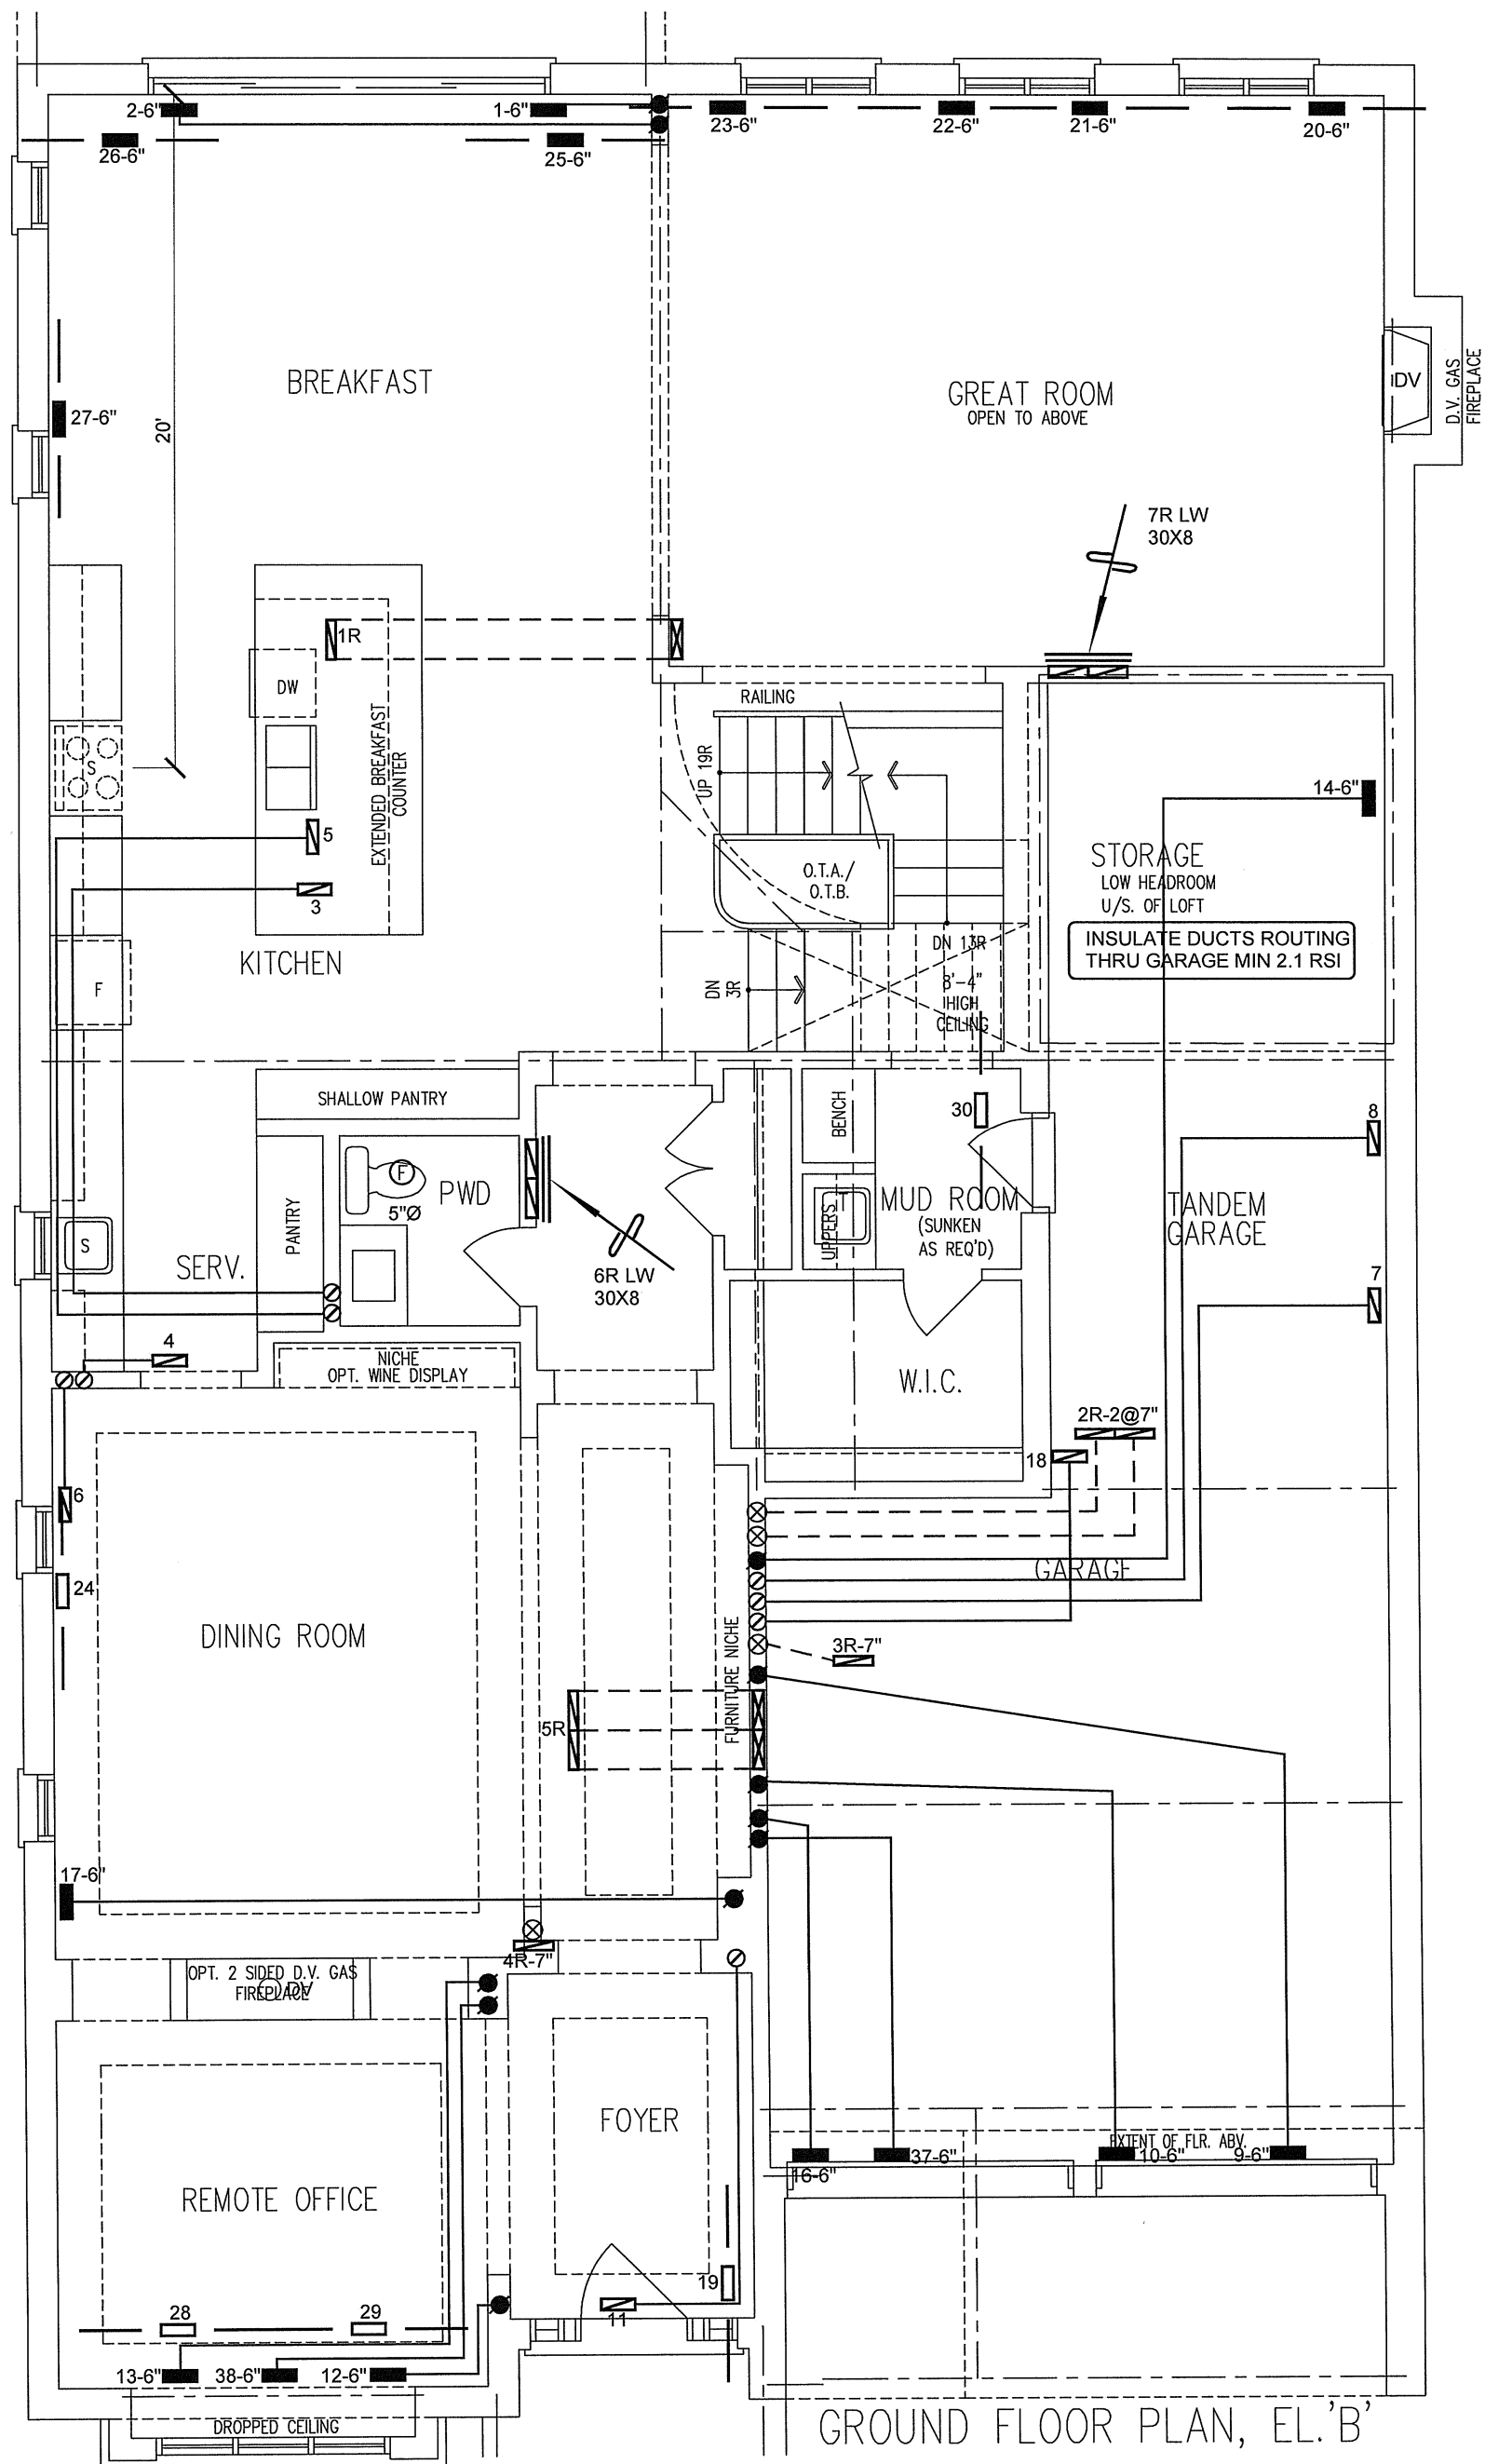 2-6"
1-6"
23-6"
22-6"
21-6"
20-6"
26-6"
25-6"
BREAKFAST
GREAT ROOM
OPEN TO ABOVE
DV
D.V. GAS
FIREPLACE
27-6"
20'
7R LW
30X8
1R
DW
RAILING
EXTENDED BREAKFAST
COUNTER
S
UP 19R
14-6"
5
O.T.A./
O.T.B.
STORAGE
LOW HEADROOM
U/S. OF LOFT
3
INSULATE DUCTS ROUTING
THRU GARAGE MIN 2.1 RSI
KITCHEN
F
DN
3R
DN 13R
8'-4"
HIGH
CEILING
SHALLOW PANTRY
BENCH
30
8
F
PWD
5"Ø
PANTRY
MUD ROOM
(SUNKEN
AS REQ'D)
UPPERS
T
TANDEM
GARAGE
S
SERV.
6R LW
30X8
7
4
NICHE
OPT. WINE DISPLAY
W.I.C.
2R-2@7"
18
6
24
GARAGE
DINING ROOM
FURNITURE NICHE
3R-7"
5R
17-6"
4R-7"
OPT. 2 SIDED D.V. GAS
FIREPLACE
DV
FOYER
EXTENT OF FLR. ABV.
16-6"
37-6"
10-6"
9-6"
REMOTE OFFICE
19
28
29
11
13-6"
38-6"
12-6"
DROPPED CEILING
GROUND FLOOR PLAN, EL.'B'